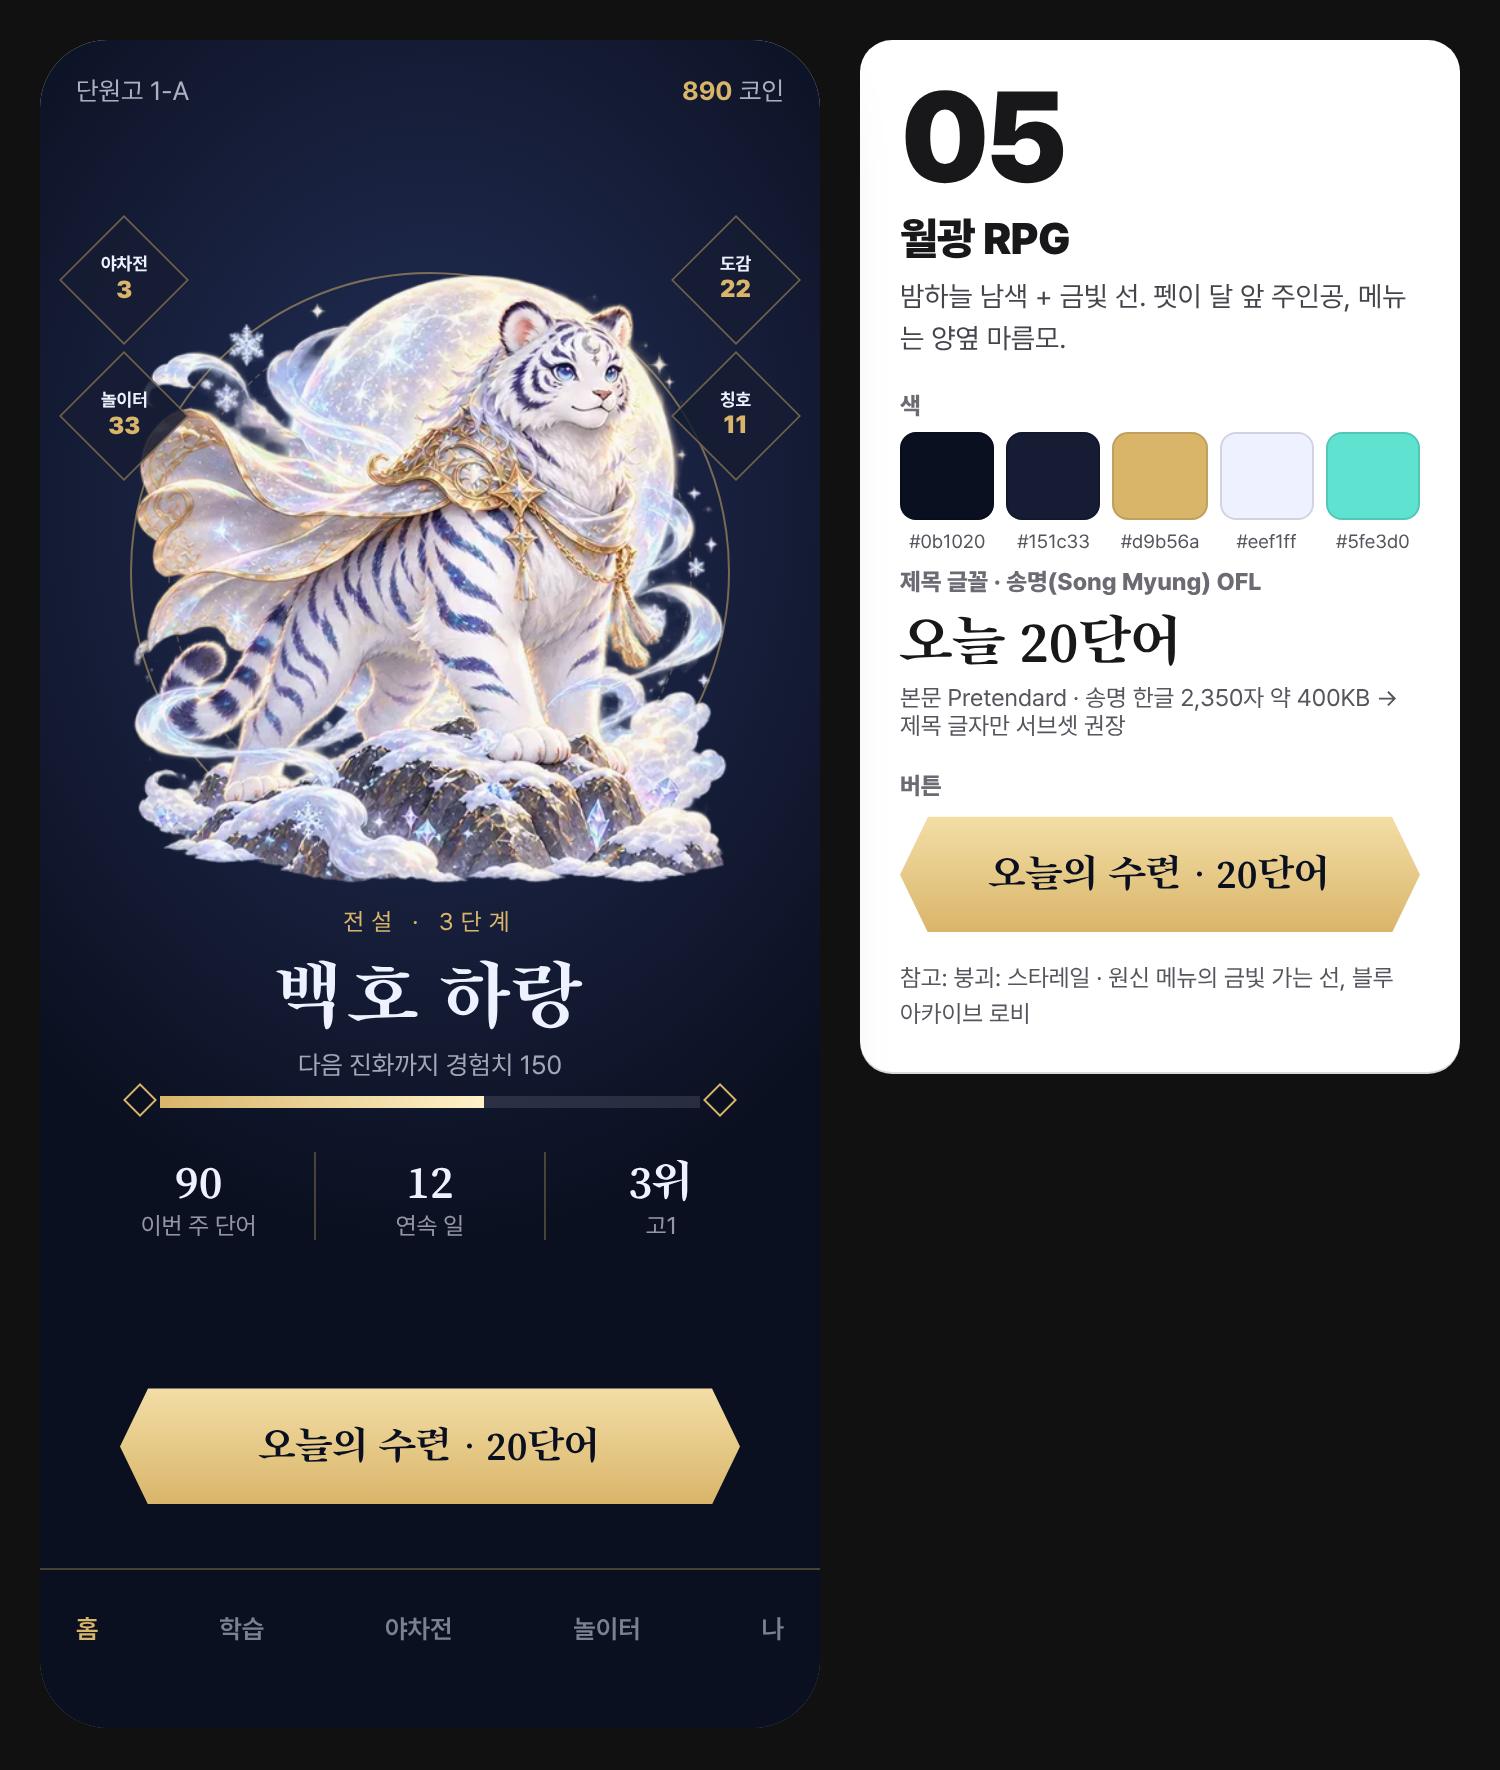 단원고 1-A
890 코인
야차전
3
도감
22
놀이터
33
칭호
11
전설 · 3단계
백호 하랑
다음 진화까지 경험치 150
90
이번 주 단어
12
연속 일
3위
고1
오늘의 수련 · 20단어
홈
학습
야차전
놀이터
나
05
월광 RPG
밤하늘 남색 + 금빛 선. 펫이 달 앞 주인공, 메뉴
는 양옆 마름모.
색
#0b1020
#151c33
#d9b56a
#eef1ff
#5fe3d0
제목 글꼴 · 송명(Song Myung) OFL
오늘 20단어
본문 Pretendard · 송명 한글 2,350자 약 400KB →
제목 글자만 서브셋 권장
버튼
오늘의 수련 · 20단어
참고: 붕괴: 스타레일 · 원신 메뉴의 금빛 가는 선, 블루
아카이브 로비